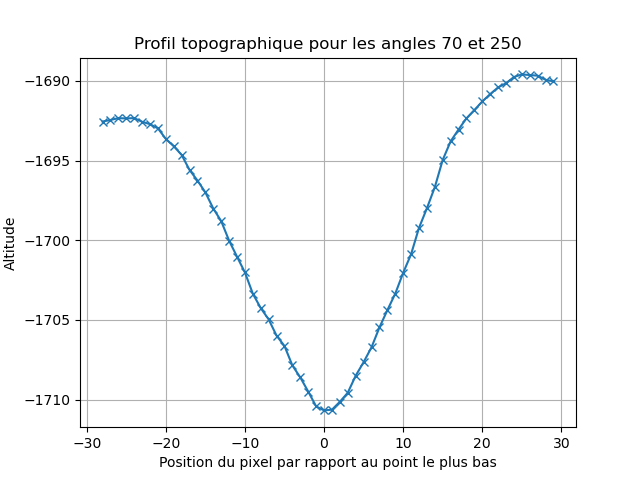 Profil topographique pour les angles 70 et 250
−1690
−1695
−1700
−1705
−1710
Altitude
−30 −20 −10 0 10 20 30
Position du pixel par rapport au point le plus bas